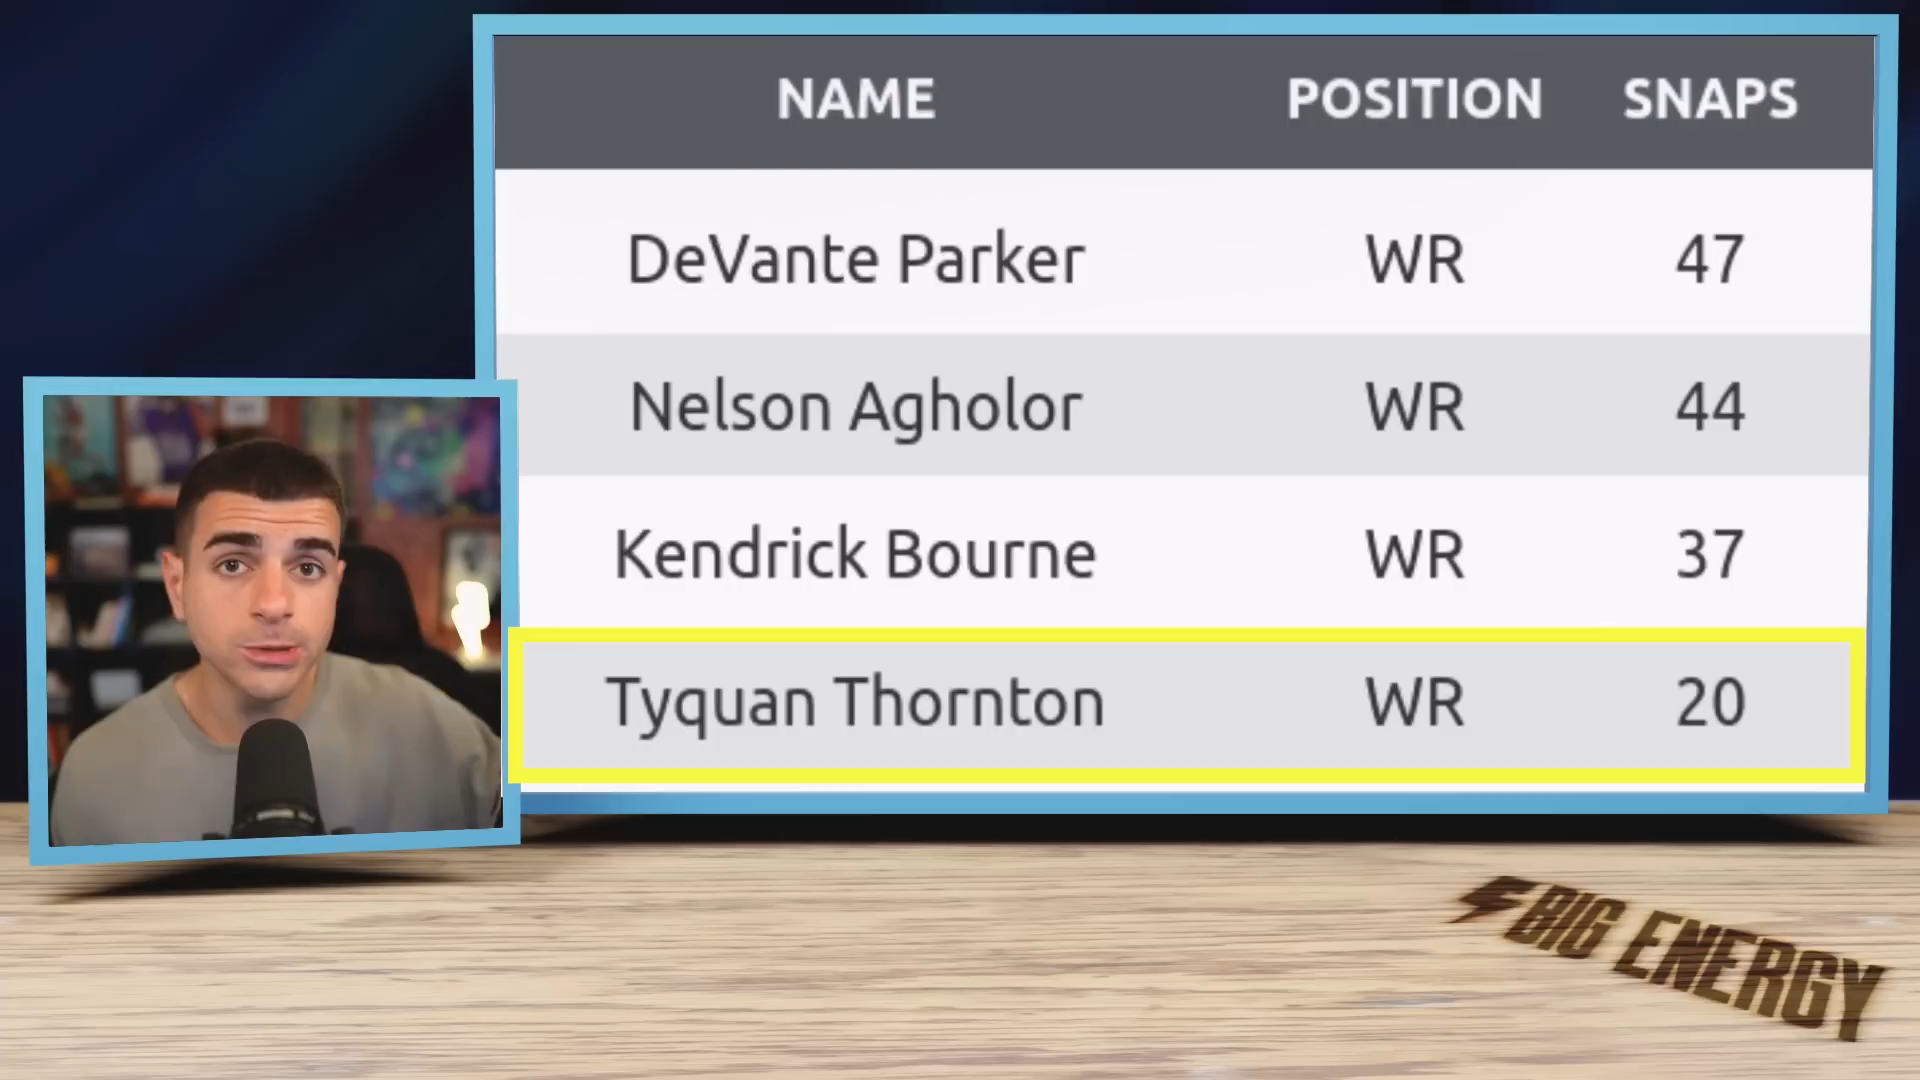 NAME POSITION SNAPS
DeVante Parker WR 47
Nelson Agholor WR 44
Kendrick Bourne WR 37
Tyquan Thornton WR 20
BIG ENERGY